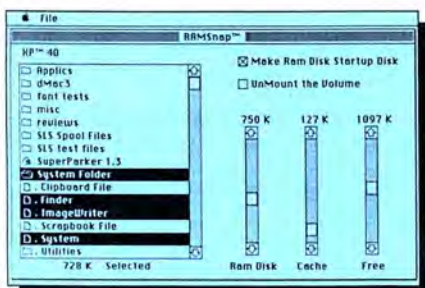 File
RAMSnap™
XP™ 40
Applics
dMac3
font tests
misc
reviews
SLS Spool Files
SLS test files
SuperParker 1.3
System Folder
. Clipboard File
. Finder
. ImageWriter
. Scrapbook File
. System
. Utilities
728 K Selected
Make Ram Disk Startup Disk
UnMount the Volume
750 K 127 K 1097 K
Ram Disk Cache Free